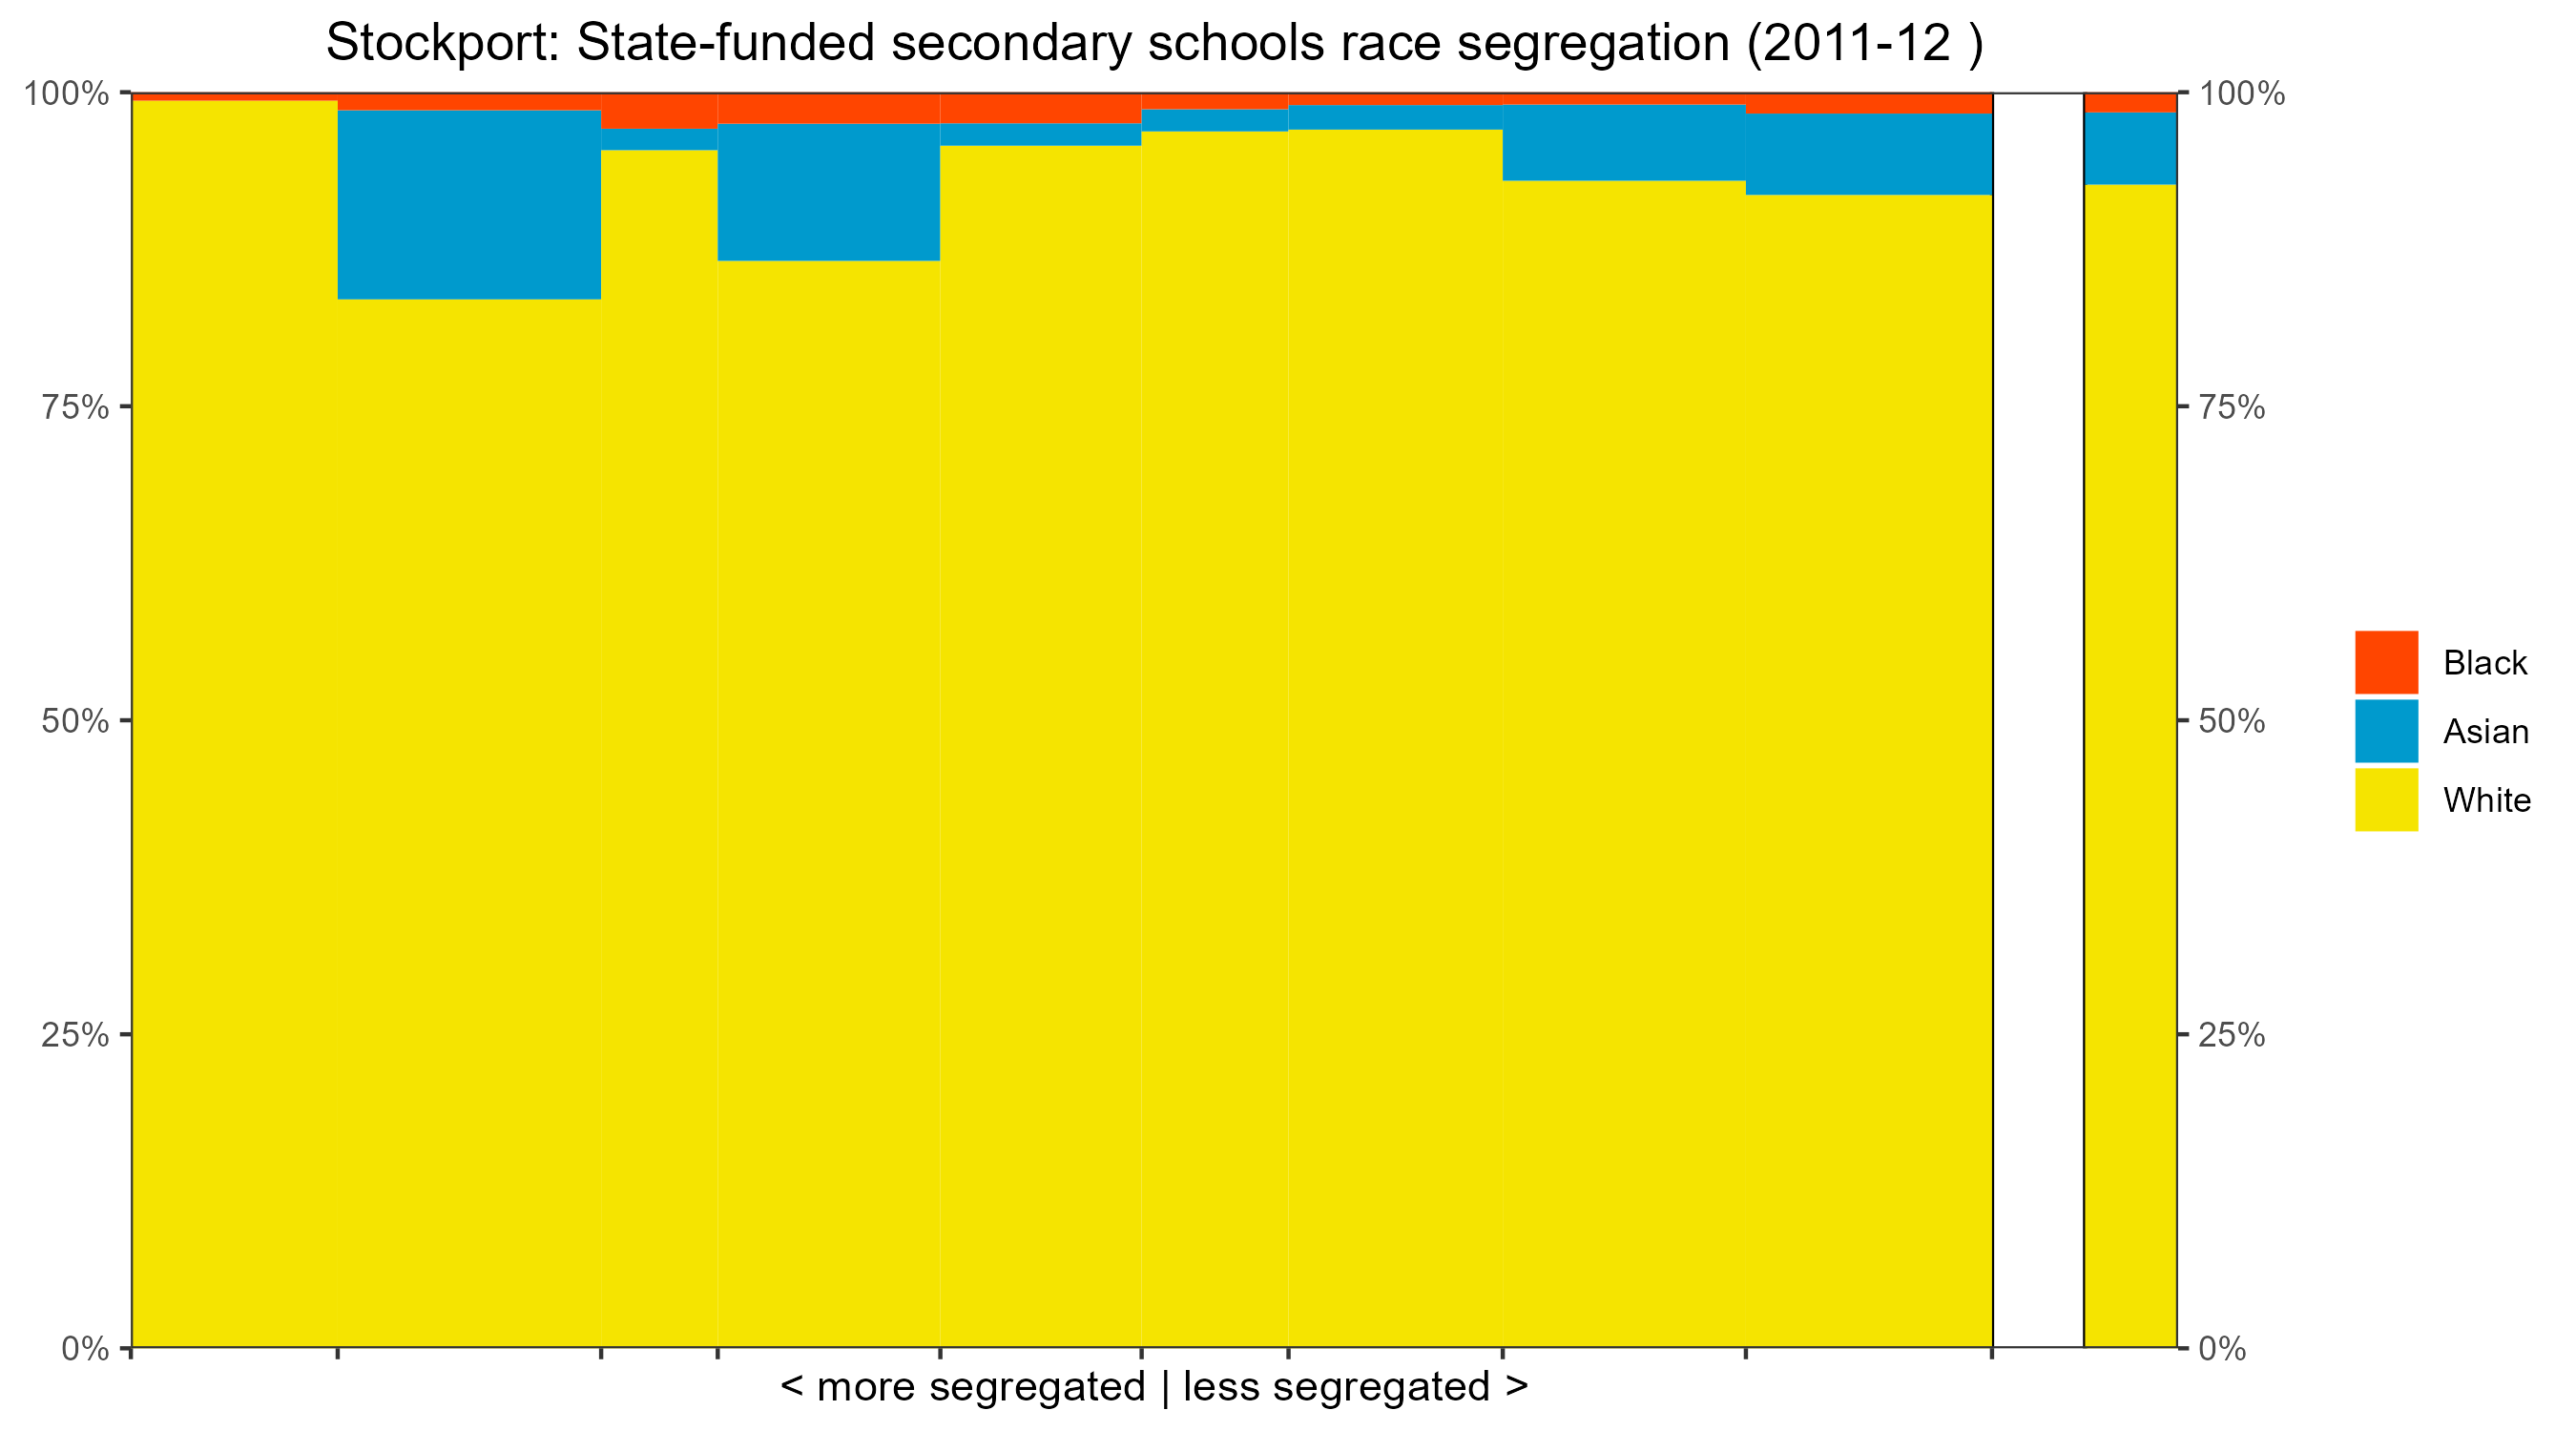 Stockport: State-funded secondary schools race segregation (2011-12 )
100%
75%
50%
25%
0%
100%
75%
50%
25%
0%
Black
Asian
White
< more segregated | less segregated >